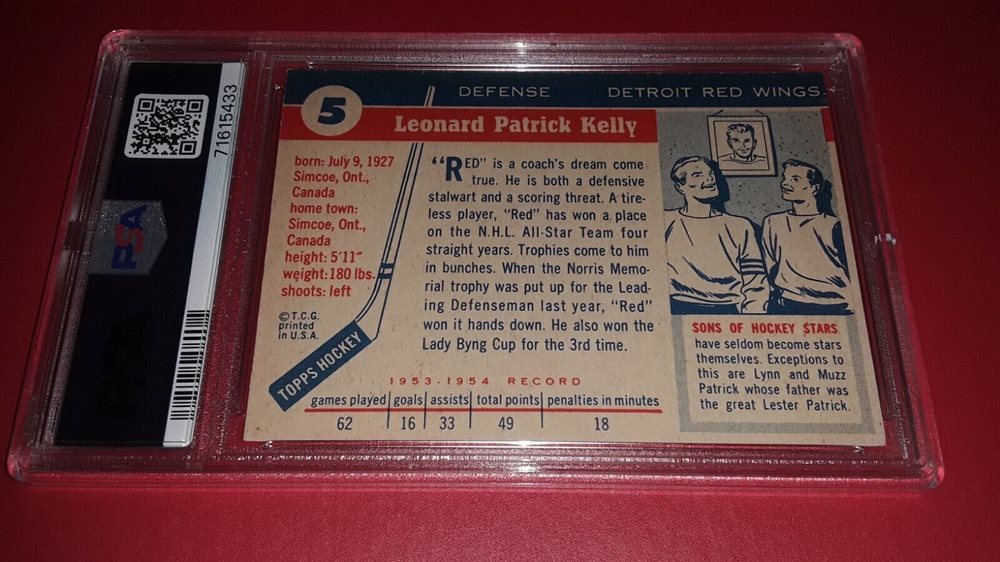 71615433
PSA
5
DEFENSE DETROIT RED WINGS
Leonard Patrick Kelly
born: July 9, 1927
Simcoe, Ont.,
Canada
home town:
Simcoe, Ont.,
Canada
height: 5'11"
weight: 180 lbs.
shoots: left
© T.C.G.
printed
in U.S.A.
TOPPS HOCKEY
"RED" is a coach's dream come
true. He is both a defensive
stalwart and a scoring threat. A tire-
less player, "Red" has won a place
on the N.H.L. All-Star Team four
straight years. Trophies come to him
in bunches. When the Norris Memo-
rial trophy was put up for the Lead-
ing Defenseman last year, "Red"
won it hands down. He also won the
Lady Byng Cup for the 3rd time.
1953-1954 RECORD
games played goals assists total points penalties in minutes
62 16 33 49 18
SONS OF HOCKEY STARS
have seldom become stars
themselves. Exceptions to
this are Lynn and Muzz
Patrick whose father was
the great Lester Patrick.